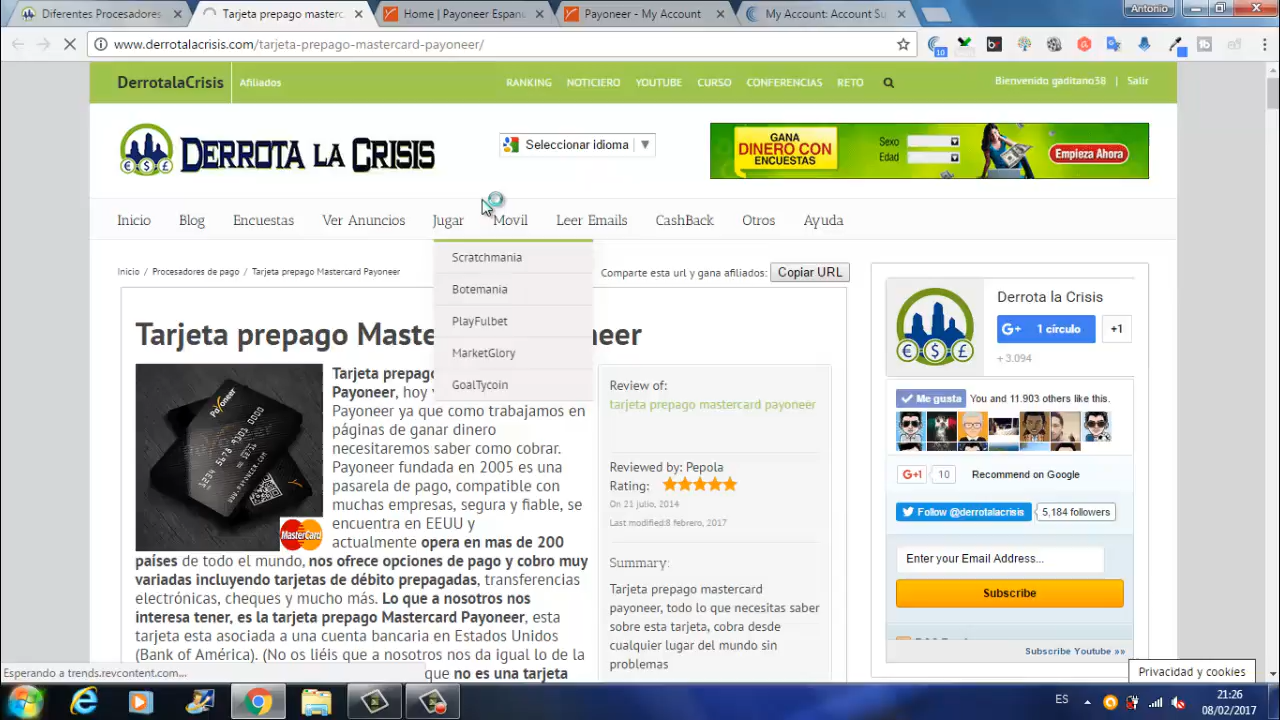 Diferentes Procesadores
Tarjeta prepago masterc
Home | Payoneer Espan
Payoneer - My Account
My Account: Account Su
Antonio
www.derrotalacrisis.com/tarjeta-prepago-mastercard-payoneer/
10
DerrotalaCrisis
Afiliados
RANKING NOTICIERO YOUTUBE CURSO CONFERENCIAS RETO
Bienvenido gaditano38 | Salir
DERROTA LA CRISIS
Seleccionar idioma ▼
GANA
DINERO CON
ENCUESTAS
Sexo
Edad
Empieza Ahora
Inicio Blog Encuestas Ver Anuncios Jugar Movil Leer Emails CashBack Otros Ayuda
Scratchmania
Botemania
PlayFulbet
MarketGlory
GoalTycoin
Inicio / Procesadores de pago / Tarjeta prepago Mastercard Payoneer
Comparte esta url y gana afiliados: Copiar URL
Tarjeta prepago Maste neer
Payoneer
MasterCard
Tarjeta prepag
Payoneer, hoy
Payoneer ya que como trabajamos en
páginas de ganar dinero
necesitaremos saber como cobrar.
Payoneer fundada en 2005 es una
pasarela de pago, compatible con
muchas empresas, segura y fiable, se
encuentra en EEUU y
actualmente opera en mas de 200
países de todo el mundo, nos ofrece opciones de pago y cobro muy
variadas incluyendo tarjetas de débito prepagadas, transferencias
electrónicas, cheques y mucho más. Lo que a nosotros nos
interesa tener, es la tarjeta prepago Mastercard Payoneer, esta
tarjeta esta asociada a una cuenta bancaria en Estados Unidos
(Bank of América). (No os liéis que a nosotros nos da igual lo de la
que no es una tarjeta
Review of:
tarjeta prepago mastercard payoneer
Reviewed by: Pepola
Rating:
On 21 julio, 2014
Last modified:8 febrero, 2017
Summary:
Tarjeta prepago mastercard
payoneer, todo lo que necesitas saber
sobre esta tarjeta, cobra desde
cualquier lugar del mundo sin
problemas
Derrota la Crisis
G+ 1 círculo +1
+ 3.094
Me gusta You and 11.903 others like this.
G+1 10 Recommend on Google
Follow @derrotalacrisis 5,184 followers
Enter your Email Address...
Subscribe
Subscribe Youtube »»
Privacidad y cookies
Esperando a trends.revcontent.com...
ES
21:26
08/02/2017